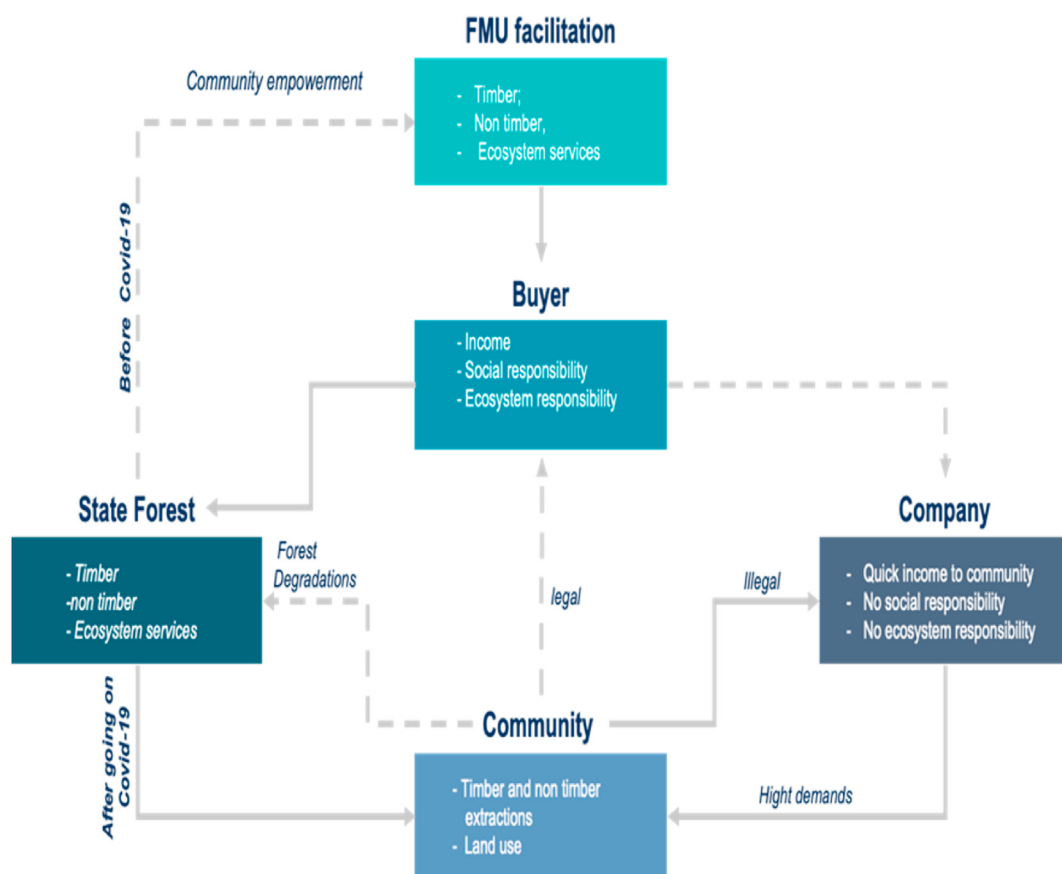 FMU facilitation
Community empowerment
- Timber;
- Non timber,
- Ecosystem services
Before Covid-19
Buyer
- Income
- Social responsibility
- Ecosystem responsibility
State Forest
Company
- Timber
-non timber
- Ecosystem services
Forest
Degradations
legal
Illegal
- Quick income to community
- No social responsibility
- No ecosystem responsibility
After going on
Covid-19
Community
- Timber and non timber
extractions
- Land use
Hight demands